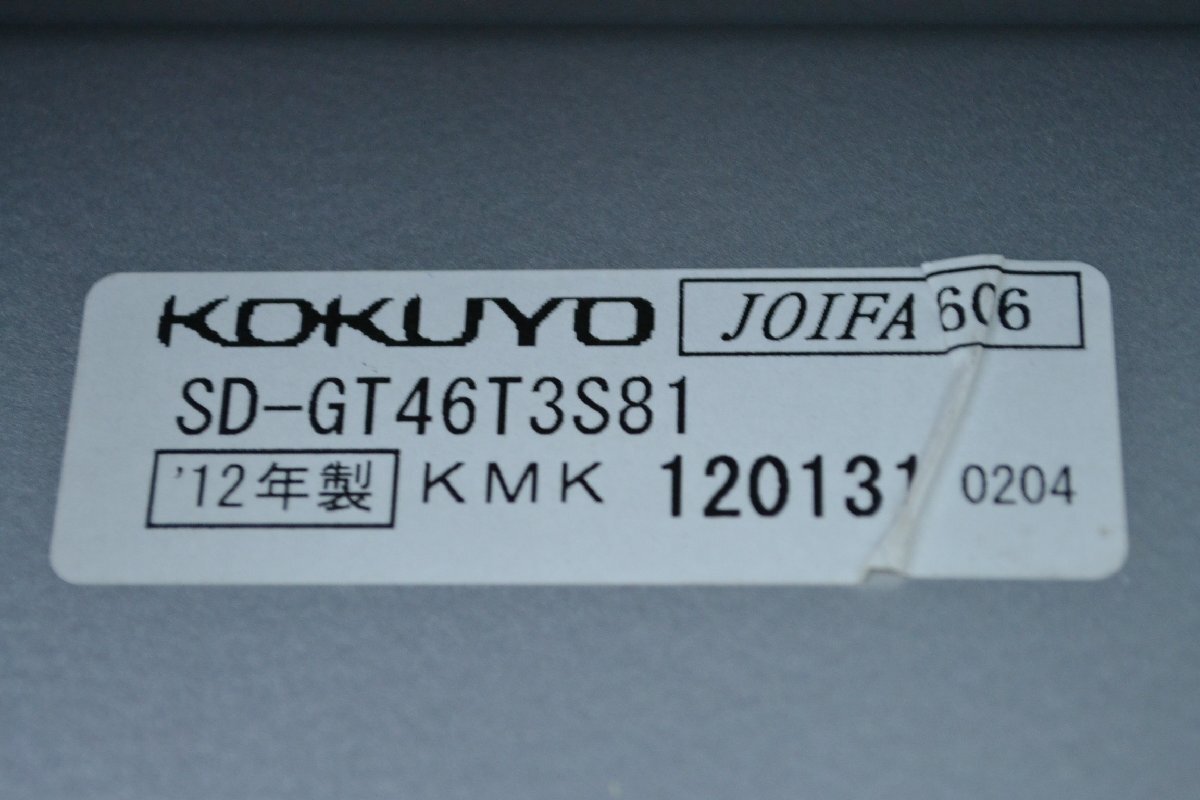 KOKUYO JOIFA 606
SD-GT46T3S81
'12年製 KMK 120131 0204